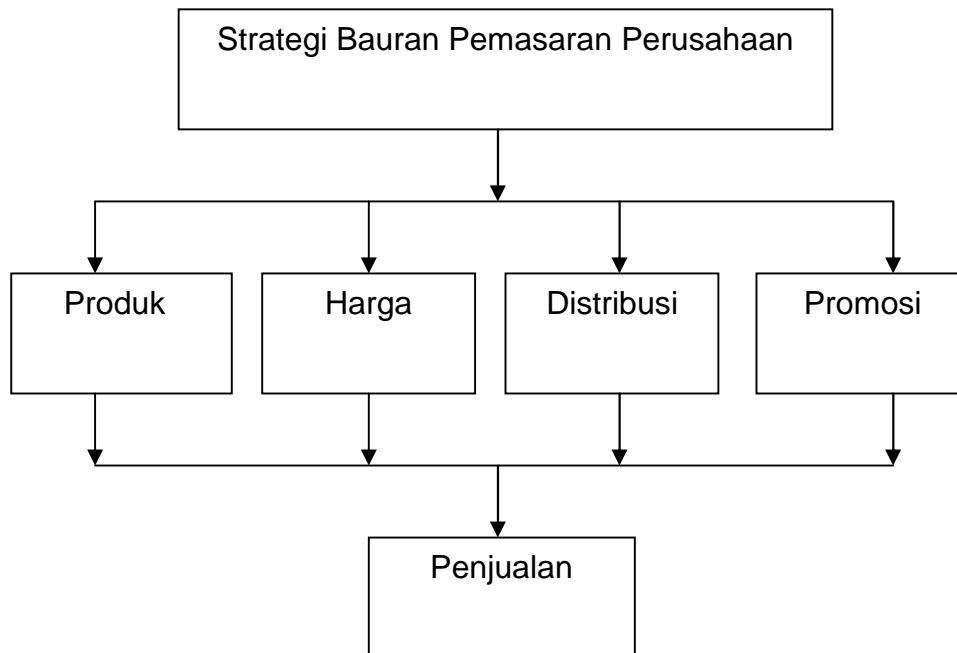 Strategi Bauran Pemasaran Perusahaan
Produk
Harga
Distribusi
Promosi
Penjualan